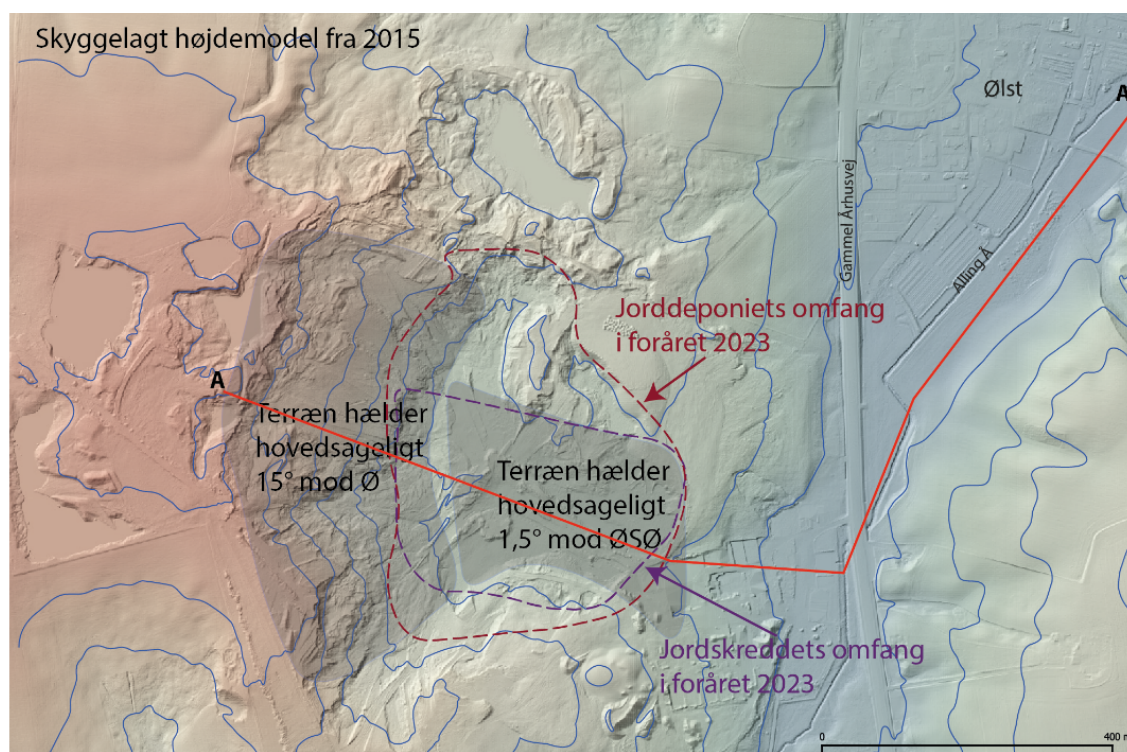 Skyggelagt højdemodel fra 2015
Ølst
A
Gammel Århusvej
Alling Å
Jorddeponiets omfang
i foråret 2023
A
Terræn hælder
hovedsageligt
15° mod Ø
Terræn hælder
hovedsageligt
1,5° mod ØSØ
Jordskreddets omfang
i foråret 2023
0
400 m